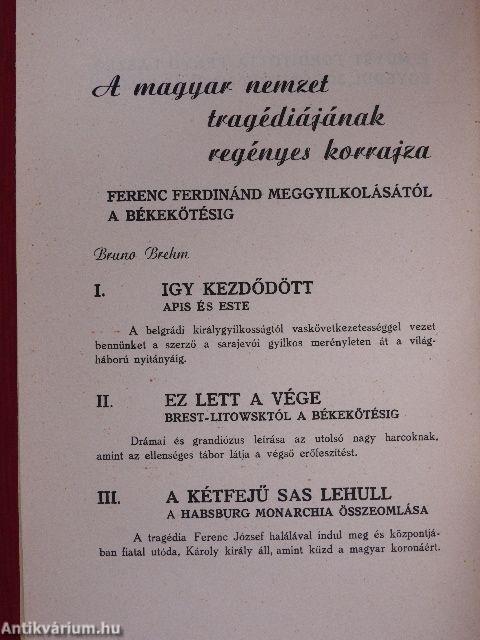 A magyar nemzet
tragédiájának
regényes korrajza
FERENC FERDINÁND MEGGYILKOLÁSÁTÓL
A BÉKEKÖTÉSIG
Bruno Brehm
I. IGY KEZDŐDÖTT
APIS ÉS ESTE
A belgrádi királygyilkosságtól vaskövetkezetességgel vezet
bennünket a szerző a sarajevói gyilkos merényleten át a világ-
háború nyitányáig.
II. EZ LETT A VÉGE
BREST-LITOWSKTÓL A BÉKEKÖTÉSIG
Drámai és grandiózus leírása az utolsó nagy harcoknak,
amint az ellenséges tábor látja a végső erőfeszítést.
III. A KÉTFEJŰ SAS LEHULL
A HABSBURG MONARCHIA ÖSSZEOMLÁSA
A tragédia Ferenc József halálával indul meg és központjá-
ban fiatal utóda, Károly király áll, amint küzd a magyar koronáért.
Antikvárium.hu